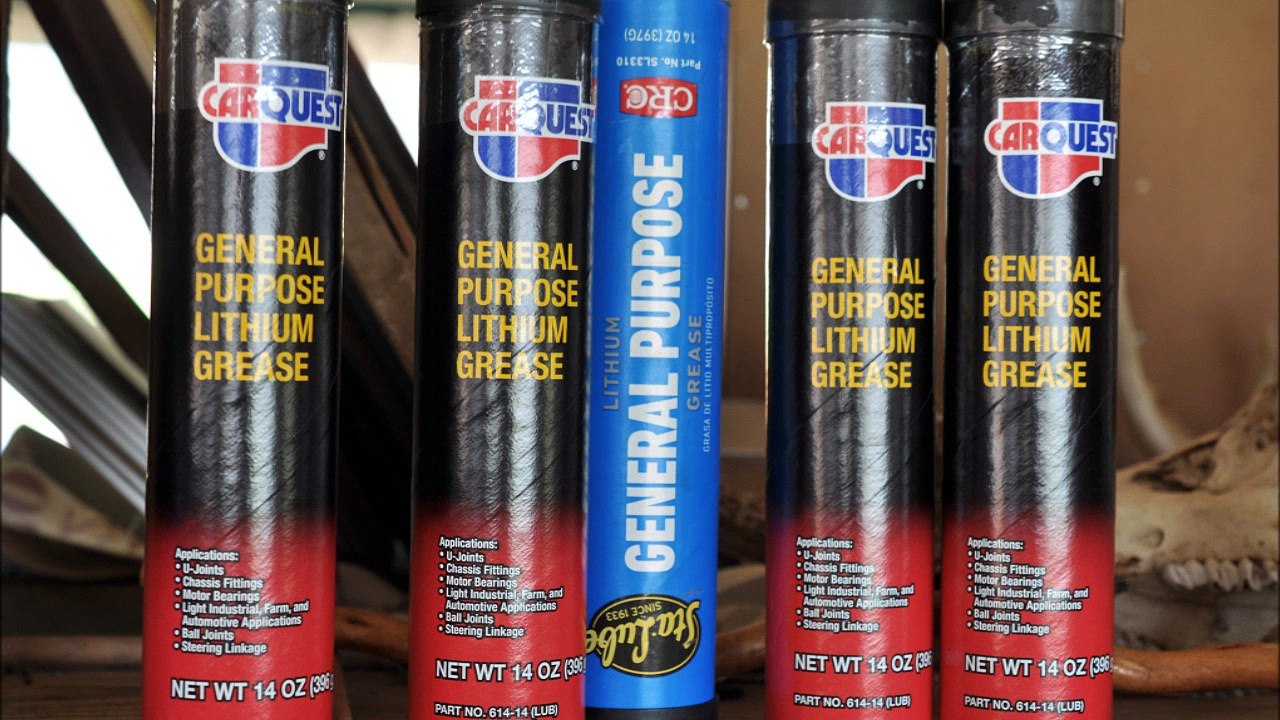 CARQUEST
GENERAL
PURPOSE
LITHIUM
GREASE
Applications:
• U-Joints
• Chassis Fittings
• Motor Bearings
• Light Industrial, Farm, and
Automotive Applications
• Ball Joints
• Steering Linkage
NET WT 14 OZ (396
CARQUEST
GENERAL
PURPOSE
LITHIUM
GREASE
Applications:
• U-Joints
• Chassis Fittings
• Motor Bearings
• Light Industrial, Farm, and
Automotive Applications
• Ball Joints
• Steering Linkage
NET WT 14 OZ (396
PART NO. 614-14 (LUB)
14 OZ (397G)
Part No. SL3310
CRC
LITHIUM
GENERAL PURPOSE
GREASE
GRASA DE LITIO MULTIPROPÓSITO
Sta-Lube
SINCE 1933
CARQUEST
GENERAL
PURPOSE
LITHIUM
GREASE
Applications:
• U-Joints
• Chassis Fittings
• Motor Bearings
• Light Industrial, Farm, and
Automotive Applications
• Ball Joints
• Steering Linkage
NET WT 14 OZ (396
PART NO. 614-14 (LUB)
CARQUEST
GENERAL
PURPOSE
LITHIUM
GREASE
Applications:
• U-Joints
• Chassis Fittings
• Motor Bearings
• Light Industrial, Farm, and
Automotive Applications
• Ball Joints
• Steering Linkage
NET WT 14 OZ (396
PART NO. 614-14 (LUB)